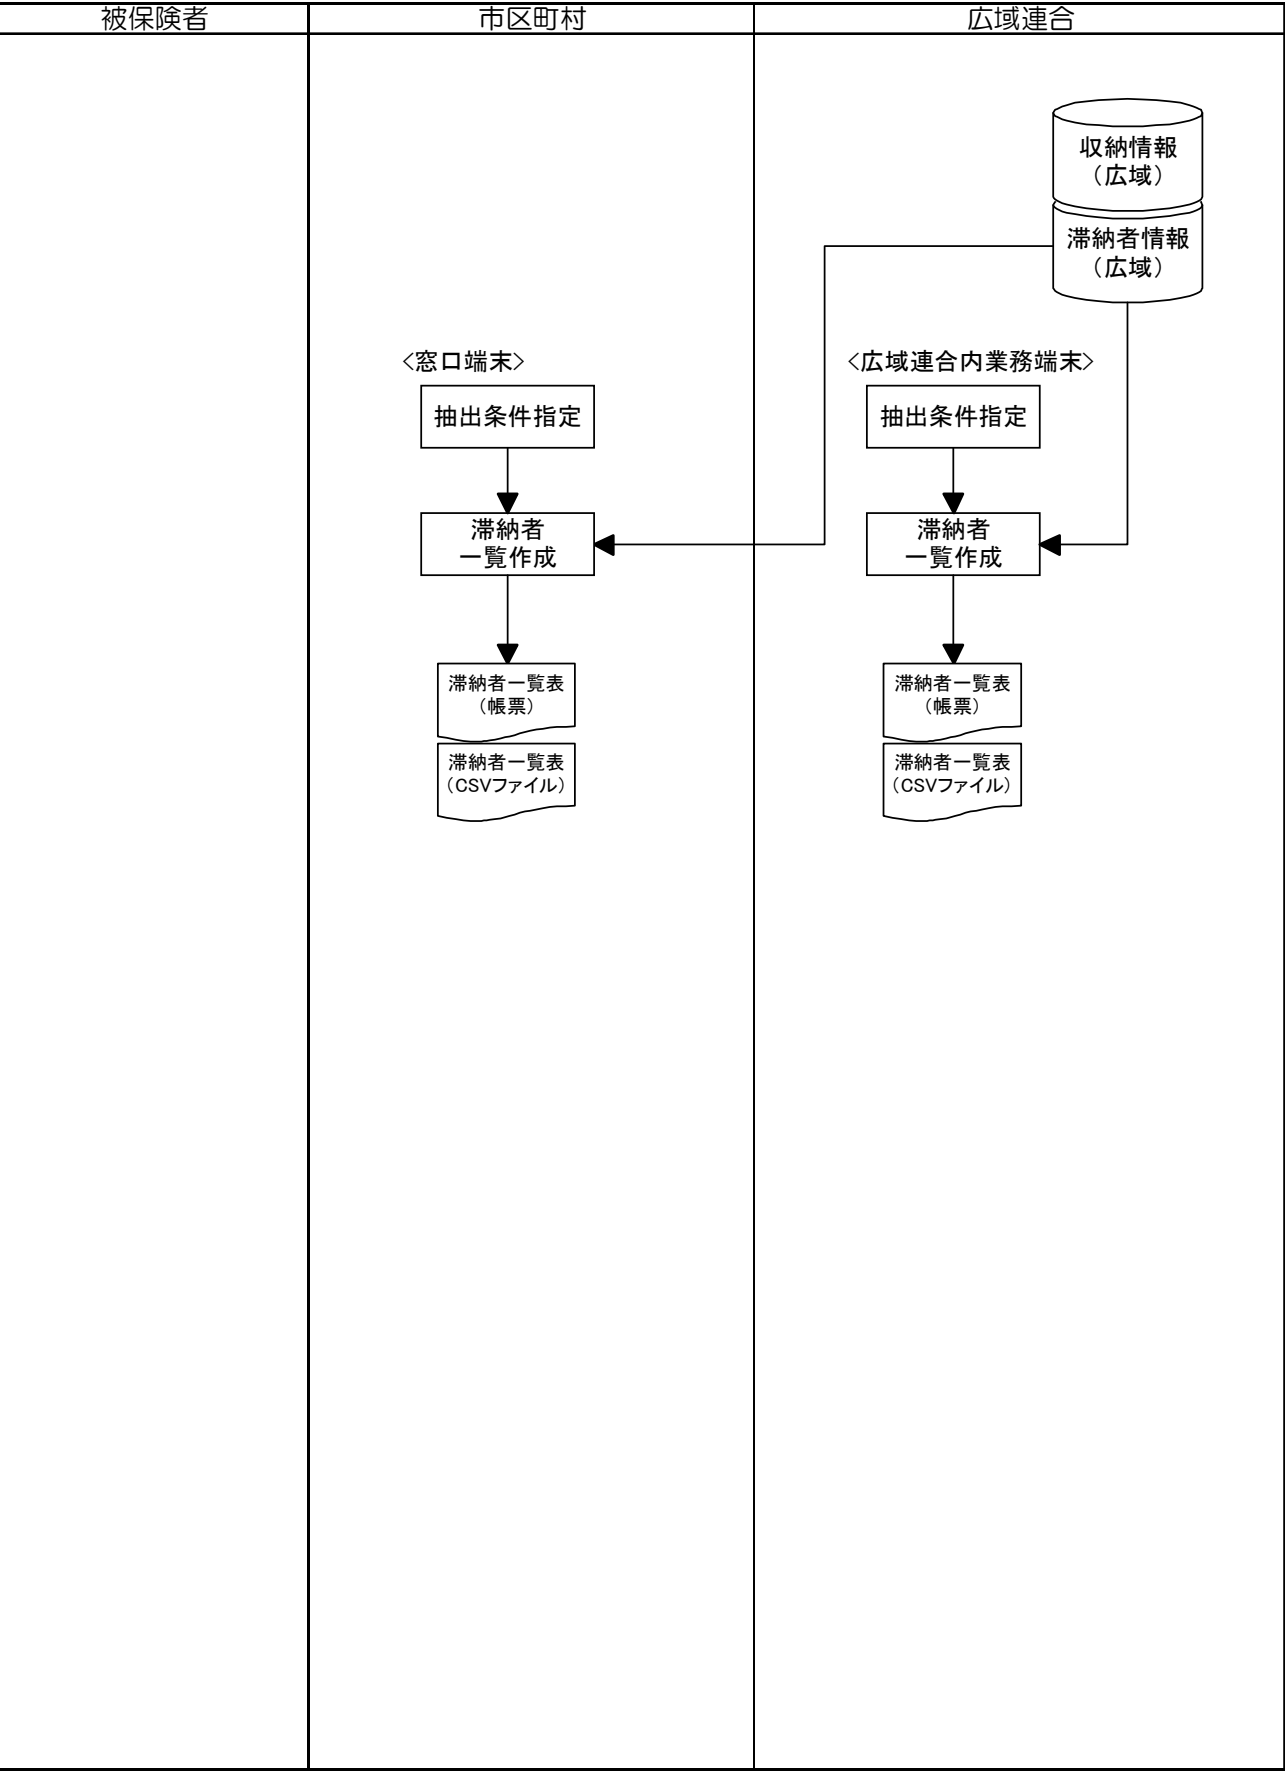 被保険者
市区町村
広域連合
収納情報
（広域）
滞納者情報
（広域）
<窓口端末>
抽出条件指定
滞納者
一覧作成
滞納者一覧表
（帳票）
滞納者一覧表
（CSVファイル）
<広域連合内業務端末>
抽出条件指定
滞納者
一覧作成
滞納者一覧表
（帳票）
滞納者一覧表
（CSVファイル）